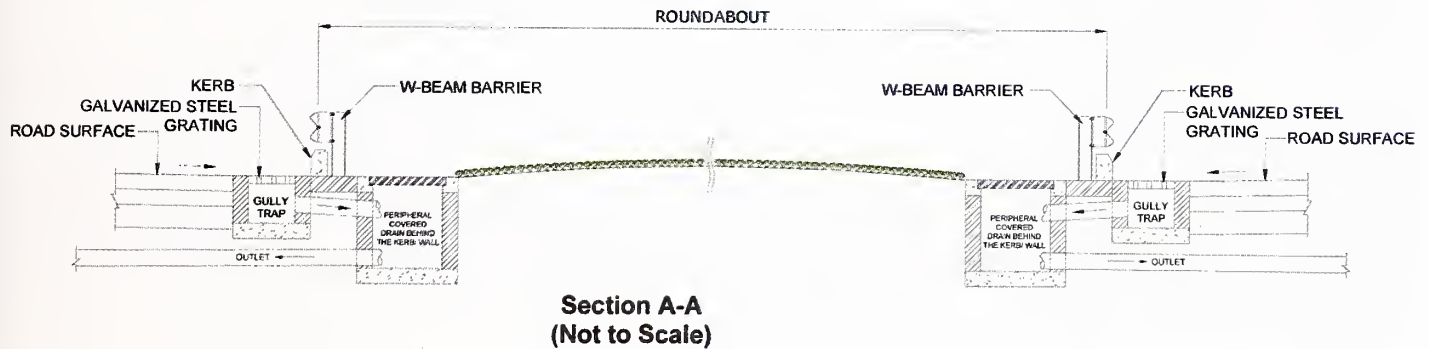 ROUNDABOUT
KERB
GALVANIZED STEEL
GRATING
ROAD SURFACE
W-BEAM BARRIER
W-BEAM BARRIER
KERB
GALVANIZED STEEL
GRATING
ROAD SURFACE
GULLY
TRAP
PERIPHERAL
COVERED
DRAIN BEHIND
THE KERB/ WALL
OUTLET
PERIPHERAL
COVERED
DRAIN BEHIND
THE KERB/ WALL
GULLY
TRAP
OUTLET
Section A-A
(Not to Scale)